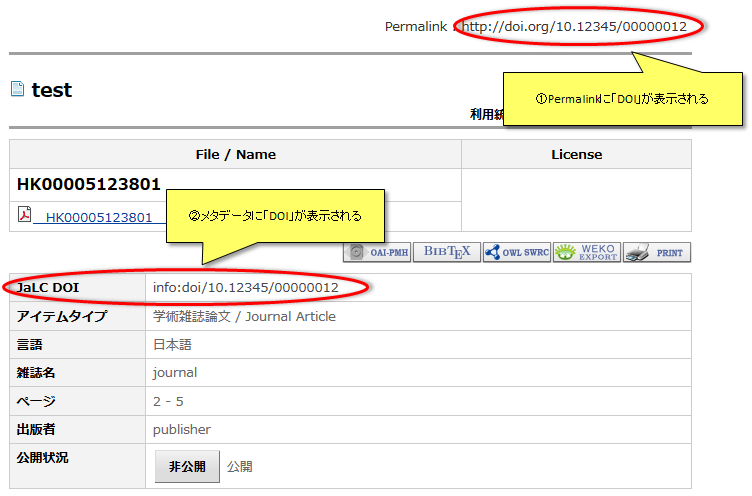 Permalink : http://doi.org/10.12345/00000012
①Permalinkに「DOI」が表示される
test
利用統
File / Name
License
HK00005123801
HK00005123801
②メタデータに「DOI」が表示される
OAI-PMH
BIBTEX
OWL SWRC
WEKO EXPORT
PRINT
JaLC DOI
info:doi/10.12345/00000012
アイテムタイプ
学術雑誌論文 / Journal Article
言語
日本語
雑誌名
journal
ページ
2 - 5
出版者
publisher
公開状況
非公開 公開